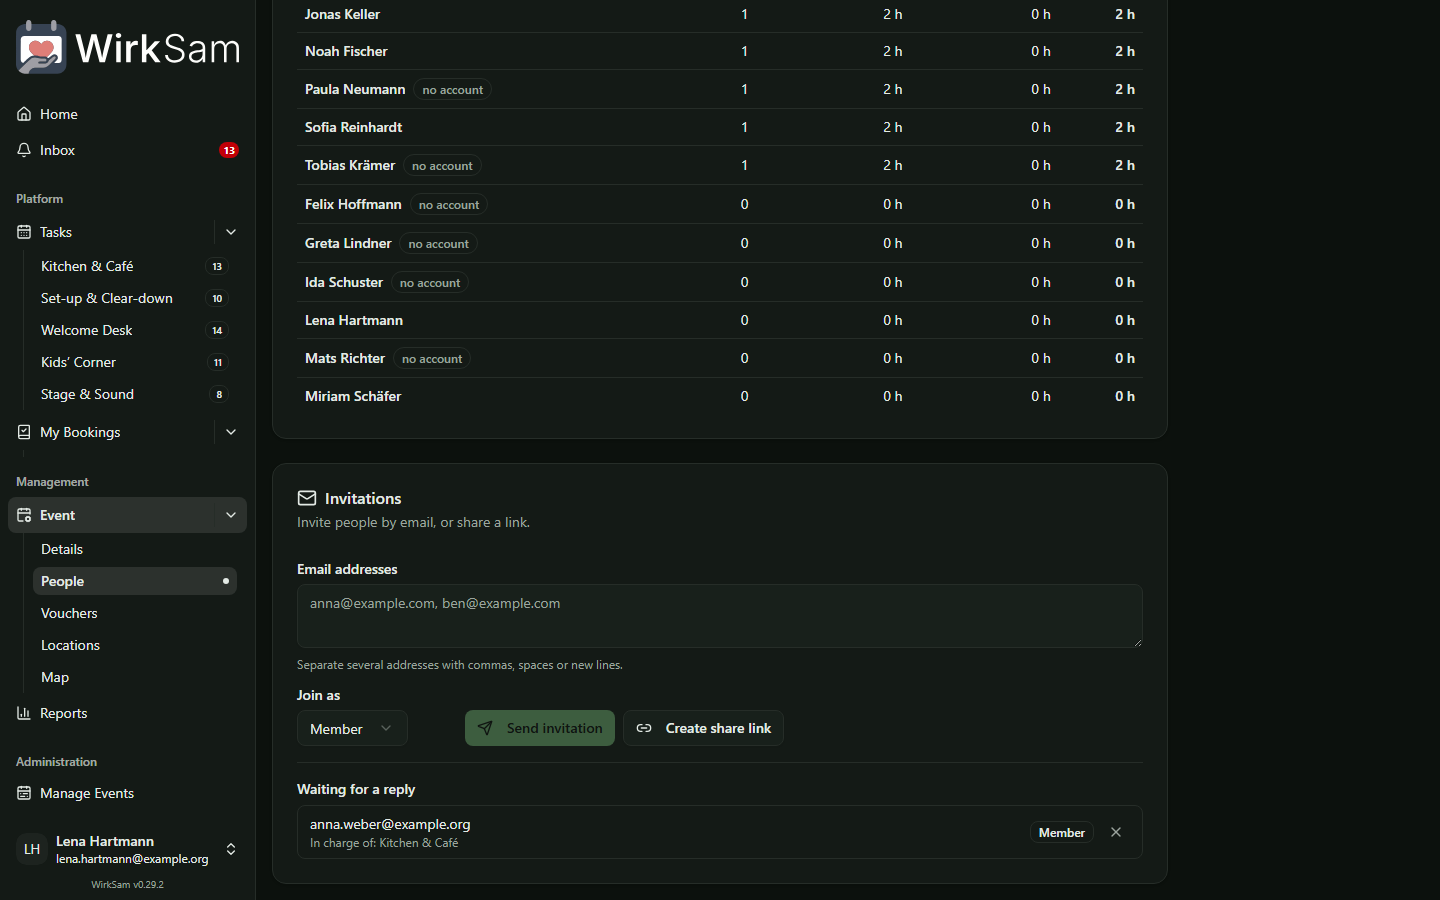 WirkSam
Home
Inbox 13
Platform
Tasks
Kitchen & Café 13
Set-up & Clear-down 10
Welcome Desk 14
Kids’ Corner 11
Stage & Sound 8
My Bookings
Management
Event
Details
People
Vouchers
Locations
Map
Reports
Administration
Manage Events
LH
Lena Hartmann
lena.hartmann@example.org
WirkSam v0.29.2
Jonas Keller 1 2 h 0 h 2 h
Noah Fischer 1 2 h 0 h 2 h
Paula Neumann no account 1 2 h 0 h 2 h
Sofia Reinhardt 1 2 h 0 h 2 h
Tobias Krämer no account 1 2 h 0 h 2 h
Felix Hoffmann no account 0 0 h 0 h 0 h
Greta Lindner no account 0 0 h 0 h 0 h
Ida Schuster no account 0 0 h 0 h 0 h
Lena Hartmann 0 0 h 0 h 0 h
Mats Richter no account 0 0 h 0 h 0 h
Miriam Schäfer 0 0 h 0 h 0 h
Invitations
Invite people by email, or share a link.
Email addresses
anna@example.com, ben@example.com
Separate several addresses with commas, spaces or new lines.
Join as
Member Send invitation Create share link
Waiting for a reply
anna.weber@example.org
In charge of: Kitchen & Café
Member